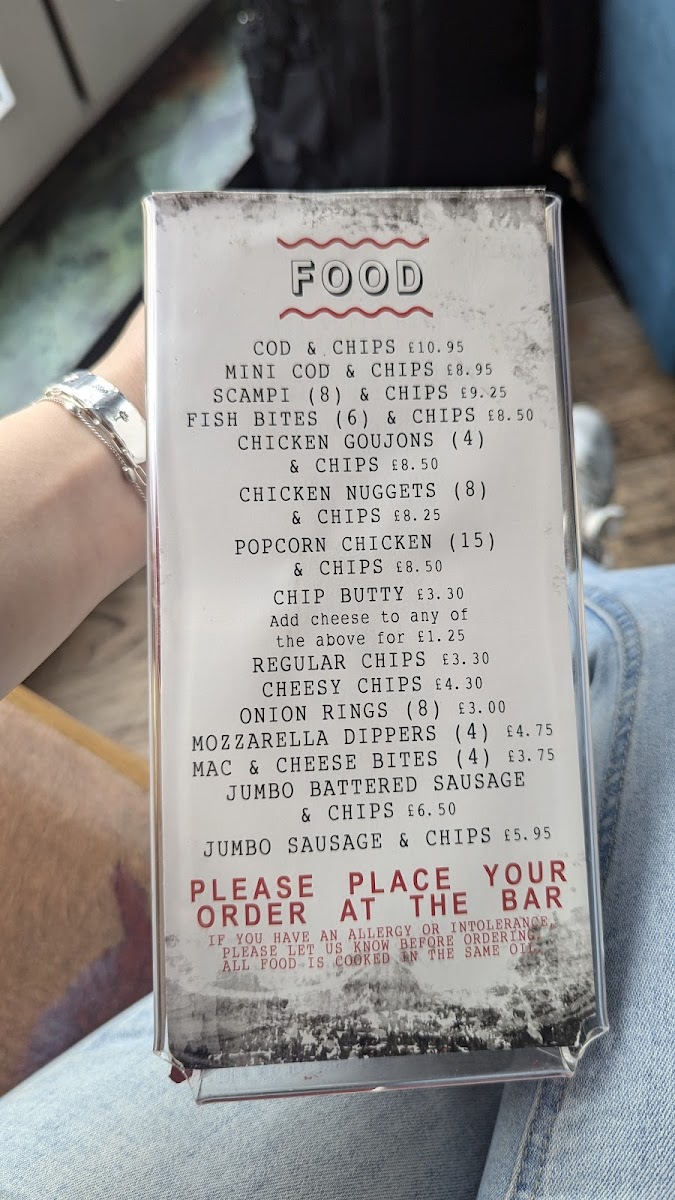 FOOD
COD & CHIPS £10.95
MINI COD & CHIPS £8.95
SCAMPI (8) & CHIPS £9.25
FISH BITES (6) & CHIPS £8.50
CHICKEN GOUJONS (4)
& CHIPS £8.50
CHICKEN NUGGETS (8)
& CHIPS £8.25
POPCORN CHICKEN (15)
& CHIPS £8.50
CHIP BUTTY £3.30
Add cheese to any of
the above for £1.25
REGULAR CHIPS £3.30
CHEESY CHIPS £4.30
ONION RINGS (8) £3.00
MOZZARELLA DIPPERS (4) £4.75
MAC & CHEESE BITES (4) £3.75
JUMBO BATTERED SAUSAGE
& CHIPS £6.50
JUMBO SAUSAGE & CHIPS £5.95
PLEASE PLACE YOUR
ORDER AT THE BAR
IF YOU HAVE AN ALLERGY OR INTOLERANCE,
PLEASE LET US KNOW BEFORE ORDERING.
ALL FOOD IS COOKED IN THE SAME OIL.